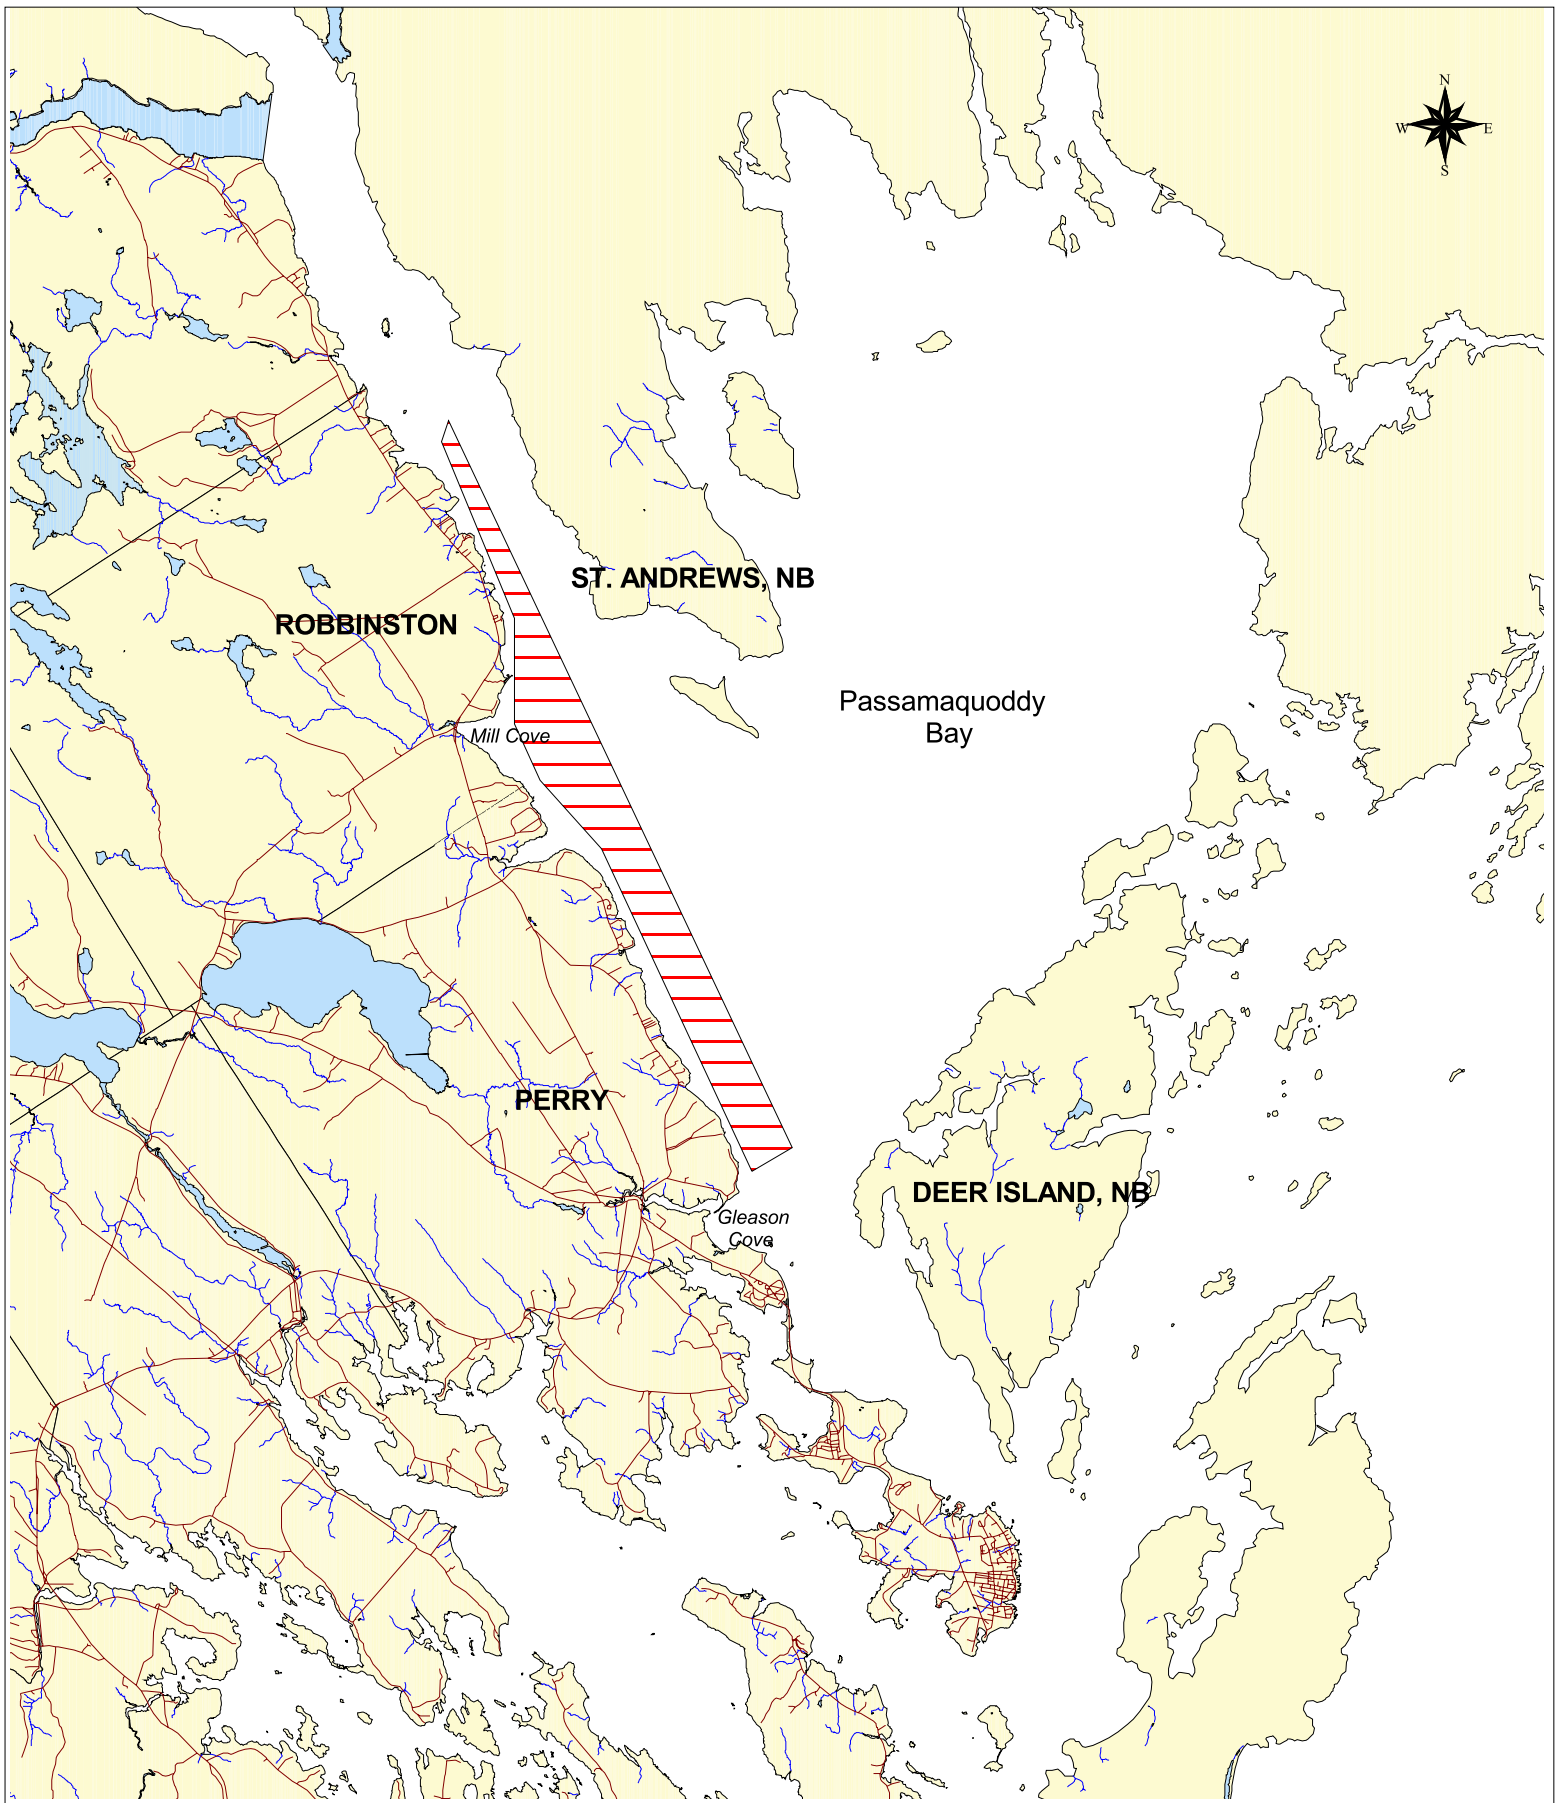 N
W E
S
ST. ANDREWS, NB
ROBBINSTON
Passamaquoddy
Bay
Mill Cove
PERRY
DEER ISLAND, NB
Gleason
Cove